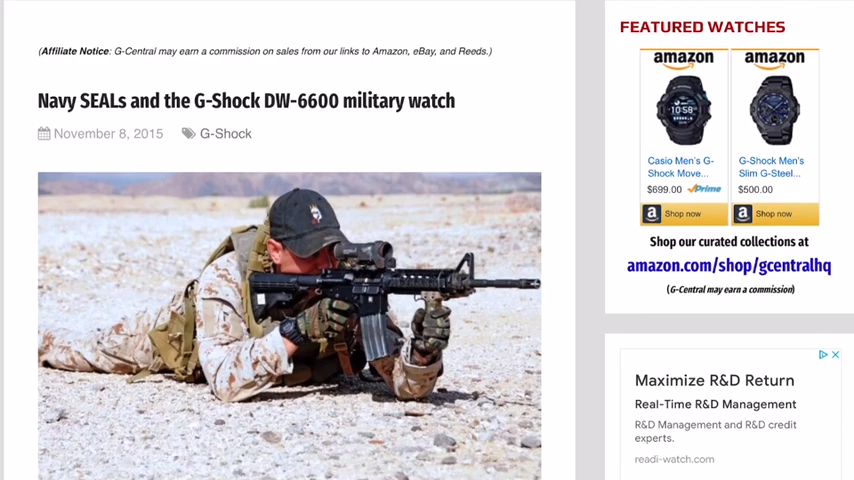 (Affiliate Notice: G-Central may earn a commission on sales from our links to Amazon, eBay, and Reeds.)
Navy SEALs and the G-Shock DW-6600 military watch
November 8, 2015 G-Shock
FEATURED WATCHES
amazon
10:58
Casio Men's G-
Shock Move...
$699.00 Prime
a Shop now
amazon
G-Shock Men's
Slim G-Steel...
$500.00
a Shop now
Shop our curated collections at
amazon.com/shop/gcentralhq
(G-Central may earn a commission)
Maximize R&D Return
Real-Time R&D Management
R&D Management and R&D credit
experts.
readi-watch.com